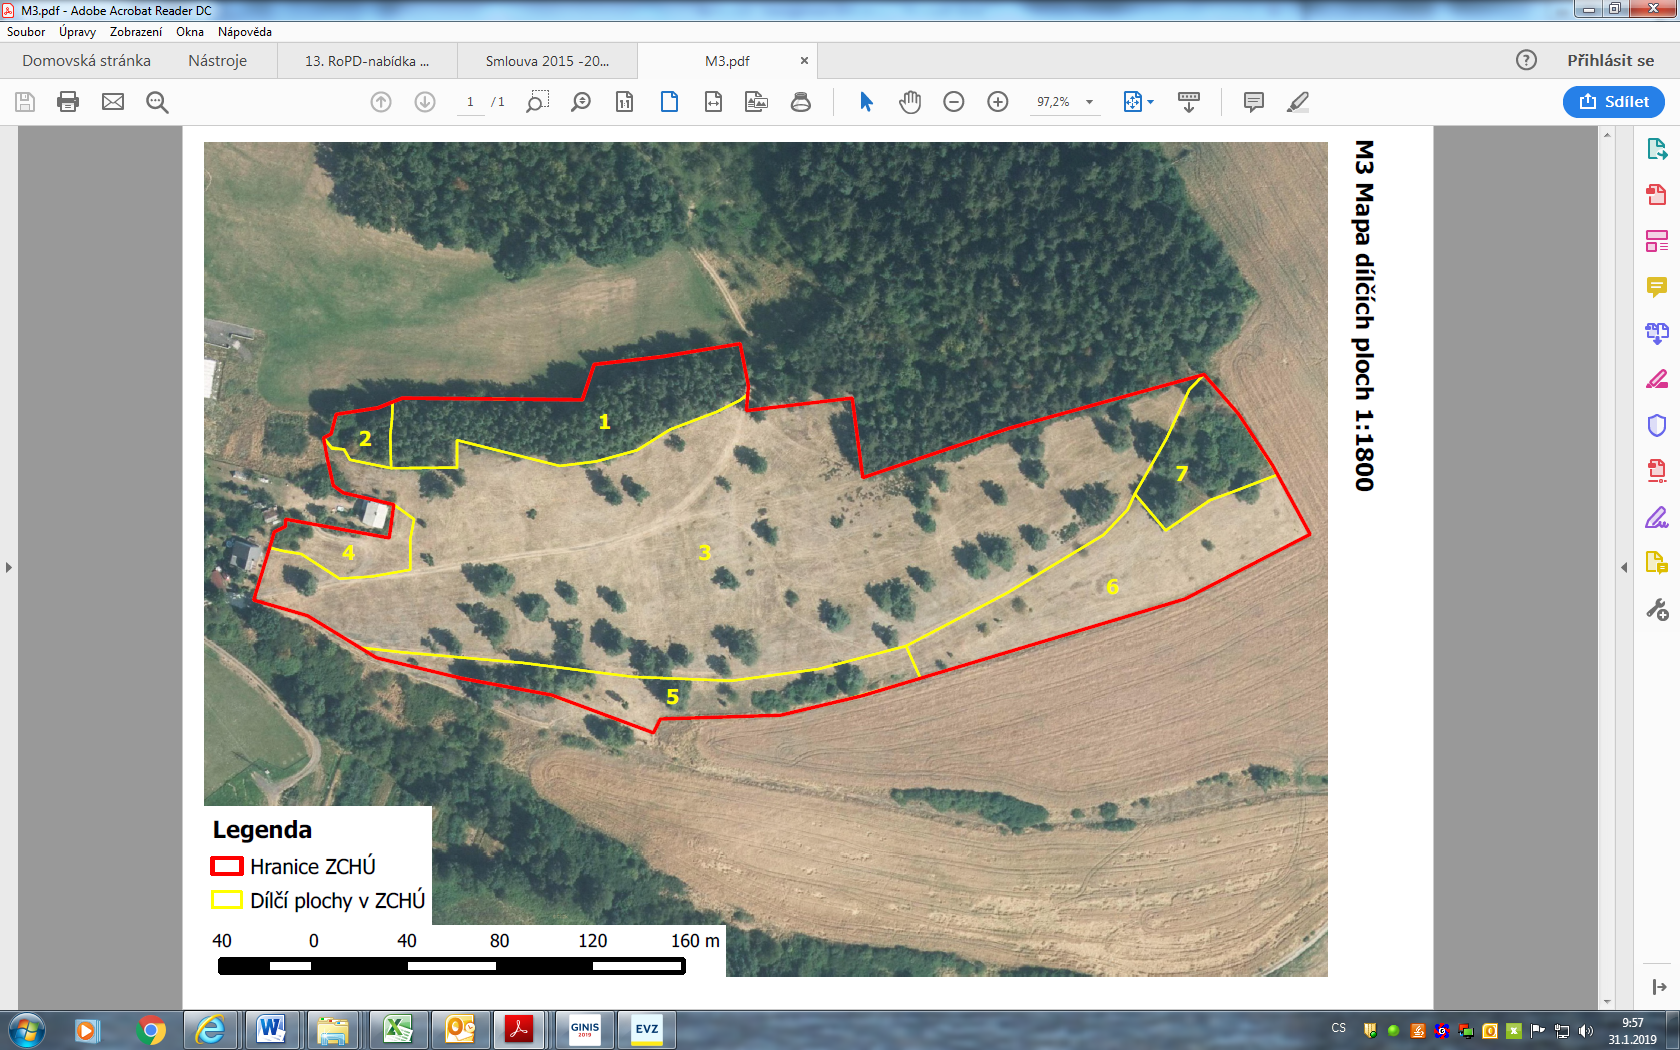 M3.pdf - Adobe Acrobat Reader DC
Soubor Úpravy Zobrazení Okna Nápověda
Domovská stránka Nástroje 13. RoPD-nabídka ... Smlouva 2015 -20... M3.pdf × ? Přihlásit se
1 / 1 1:1 97,2% Sdílet
M3 Mapa dílčích ploch 1:1800
1
2
7
4
3
6
5
Legenda
Hranice ZCHÚ
Dílčí plochy v ZCHÚ
40 0 40 80 120 160 m
GINIS
2019
EVZ
CS
9:57
31.1.2019